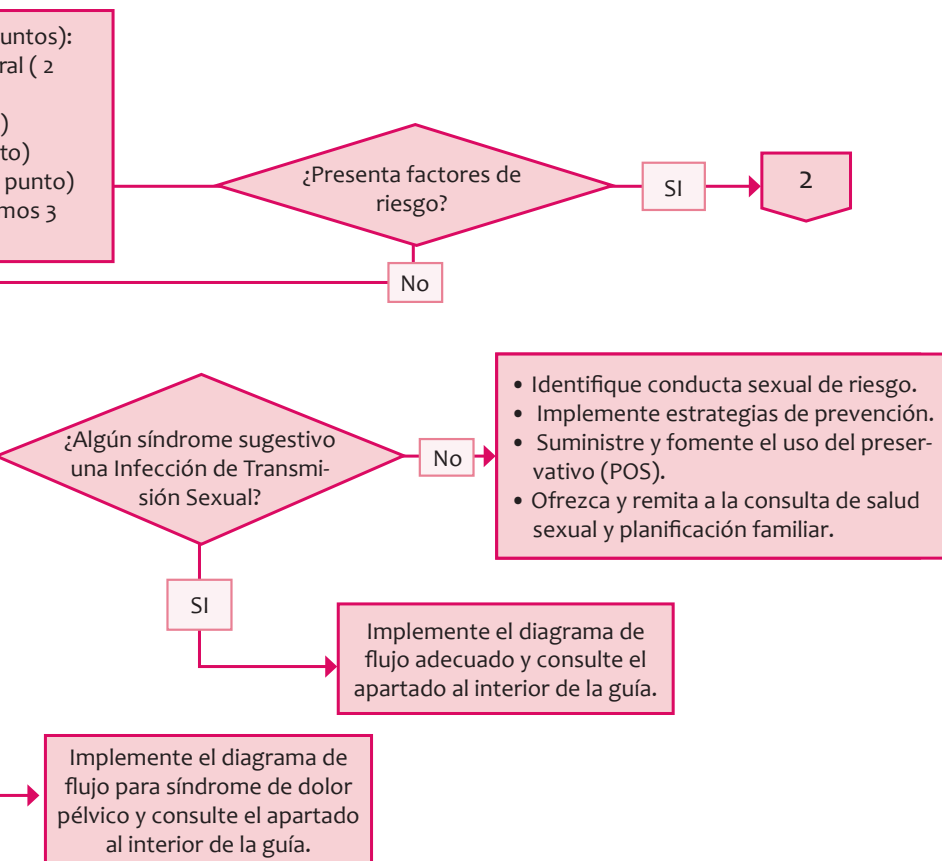 untos):
ral ( 2
)
to)
punto)
mos 3
¿Presenta factores de
riesgo?
SI
2
No
¿Algún síndrome sugestivo
una Infección de Transmi-
sión Sexual?
No
• Identifique conducta sexual de riesgo.
• Implemente estrategias de prevención.
• Suministre y fomente el uso del preser-
vativo (POS).
• Ofrezca y remita a la consulta de salud
sexual y planificación familiar.
SI
Implemente el diagrama de
flujo adecuado y consulte el
apartado al interior de la guía.
Implemente el diagrama de
flujo para síndrome de dolor
pélvico y consulte el apartado
al interior de la guía.